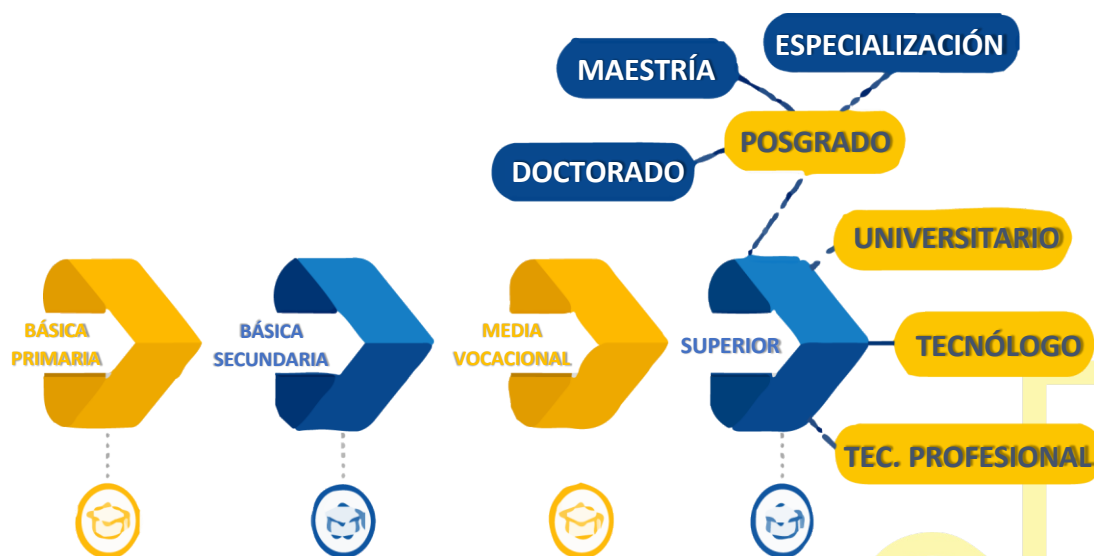 ESPECIALIZACIÓN
MAESTRÍA
POSGRADO
DOCTORADO
UNIVERSITARIO
BÁSICA
PRIMARIA
BÁSICA
SECUNDARIA
MEDIA
VOCACIONAL
SUPERIOR
TECNÓLOGO
TEC. PROFESIONAL